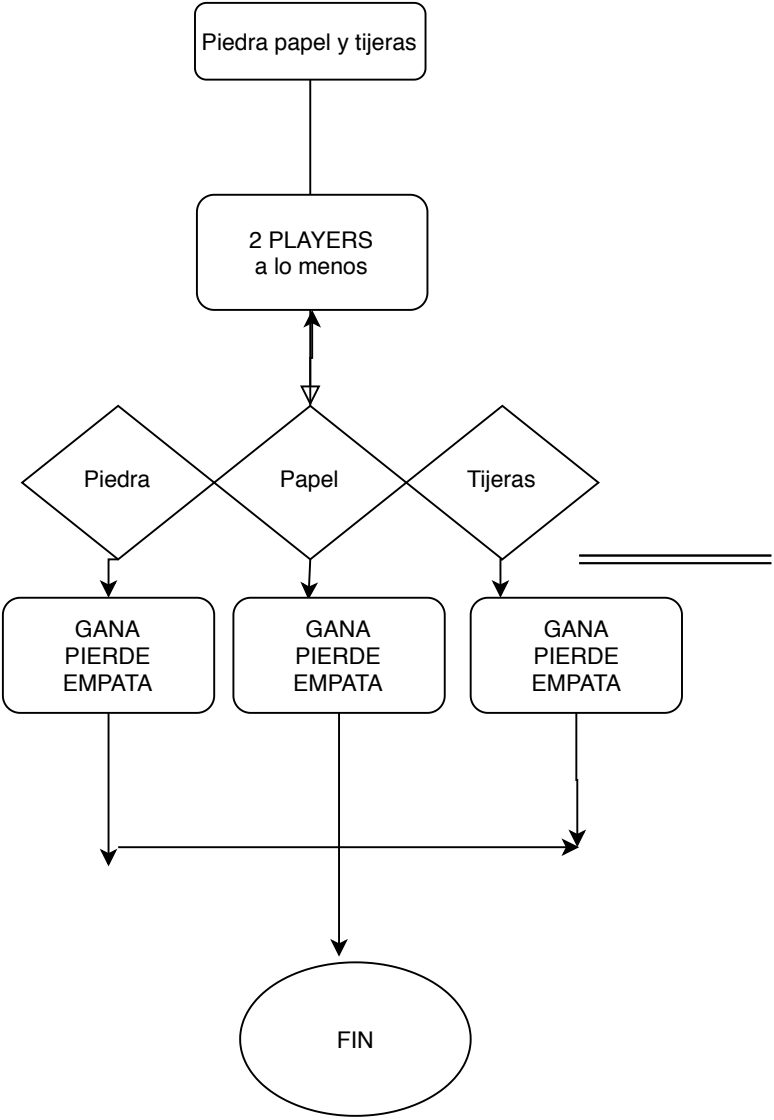 Piedra papel y tijeras
2 PLAYERS
a lo menos
Piedra
Papel
Tijeras
GANA
PIERDE
EMPATA
GANA
PIERDE
EMPATA
GANA
PIERDE
EMPATA
FIN